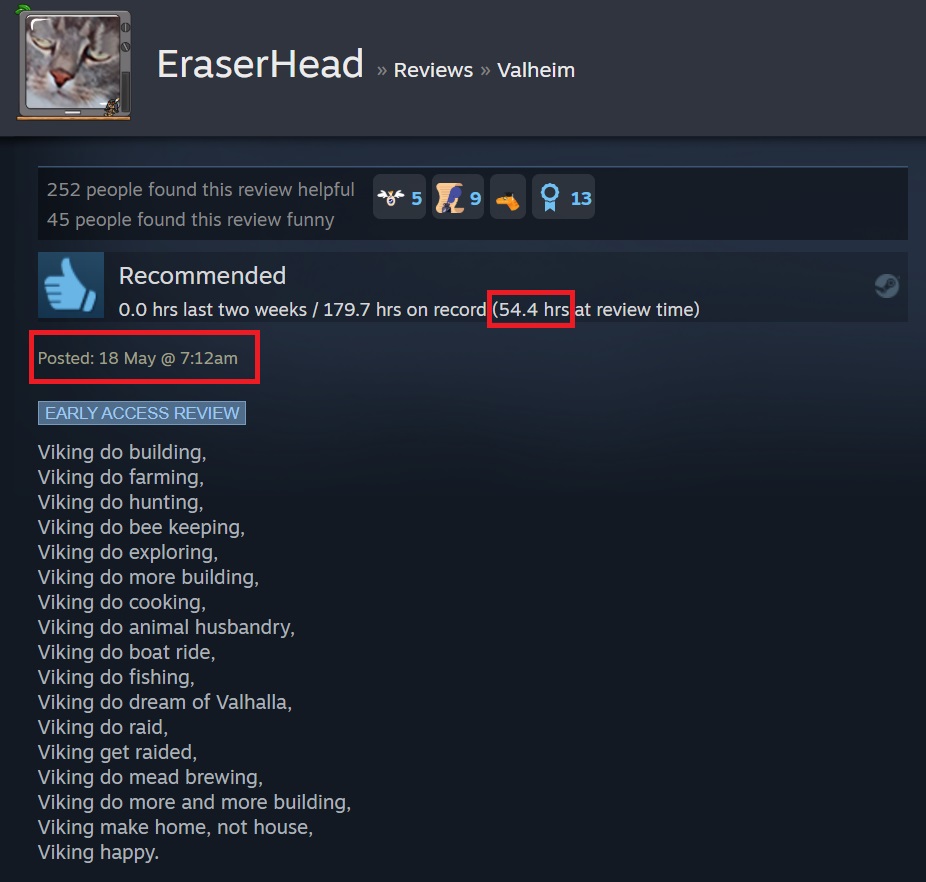 EraserHead » Reviews » Valheim
252 people found this review helpful
45 people found this review funny
5 9 13
Recommended
0.0 hrs last two weeks / 179.7 hrs on record (54.4 hrs at review time)
Posted: 18 May @ 7:12am
EARLY ACCESS REVIEW
Viking do building,
Viking do farming,
Viking do hunting,
Viking do bee keeping,
Viking do exploring,
Viking do more building,
Viking do cooking,
Viking do animal husbandry,
Viking do boat ride,
Viking do fishing,
Viking do dream of Valhalla,
Viking do raid,
Viking get raided,
Viking do mead brewing,
Viking do more and more building,
Viking make home, not house,
Viking happy.